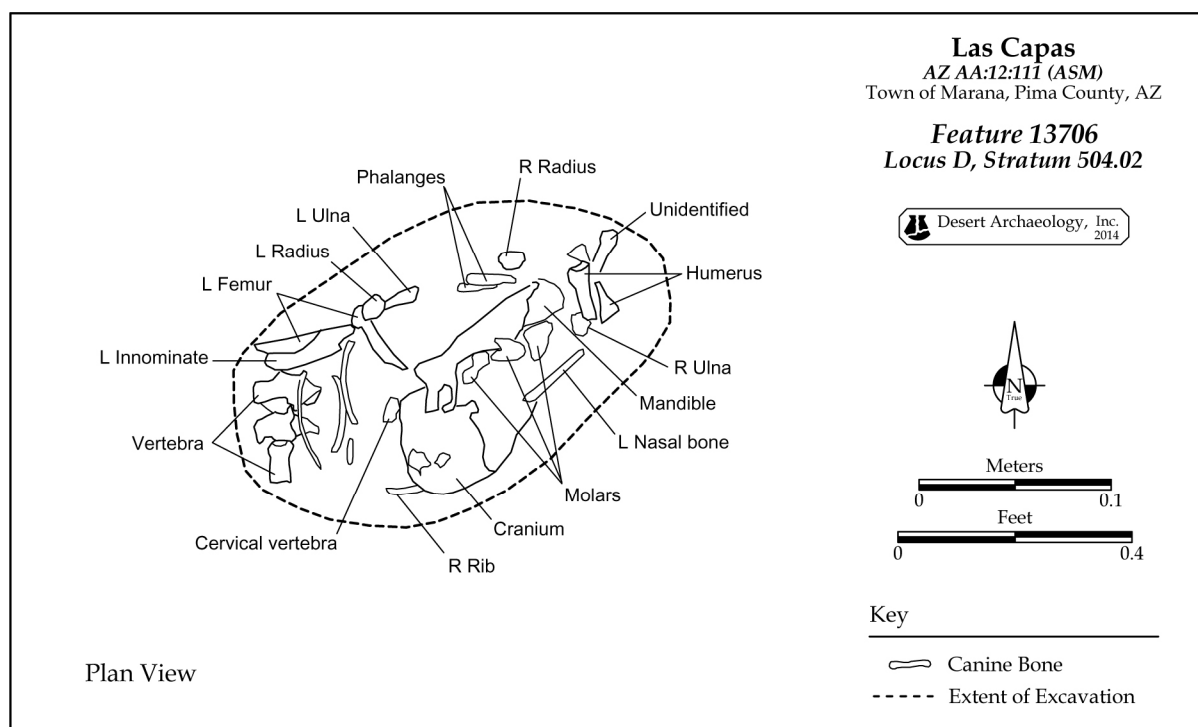 Las Capas
AZ AA:12:111 (ASM)
Town of Marana, Pima County, AZ
Feature 13706
Locus D, Stratum 504.02
Desert Archaeology, Inc.
2014
Phalanges
R Radius
L Ulna
Unidentified
L Radius
L Femur
Humerus
L Innominate
R Ulna
Mandible
Vertebra
L Nasal bone
Molars
Cranium
Cervical vertebra
R Rib
N
True
Meters
0 0.1
Feet
0 0.4
Key
Canine Bone
Extent of Excavation
Plan View